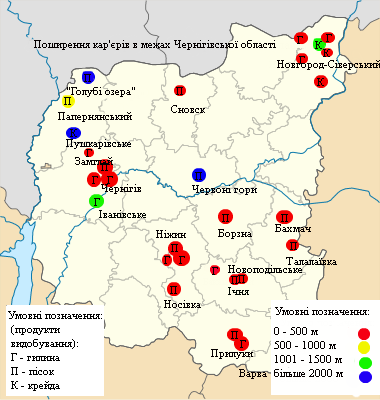 Поширення кар'єрів в межах Чернігівської області
Г
Г
К
Г
К
Новгород-Сіверський
К
П
"Голубі озера"
П
П
Сновск
Папернянський
К
Пушкарівське
Г
Замглай
П
Г
Г
Чернігів
П
Червоні гори
Г
Іванівське
П
Борзна
П
Бахмач
П
Талалаївка
Ніжин
П
Г
Г
Г
Новоподільське
П
Ічня
П
Носівка
П
Г
Прилуки
Варва
Умовні позначення:
(продукти
видобування):
Г - глина
П - пісок
К - крейда
Умовні позначення:
0 - 500 м
500 - 1000 м
1001 - 1500 м
більше 2000 м